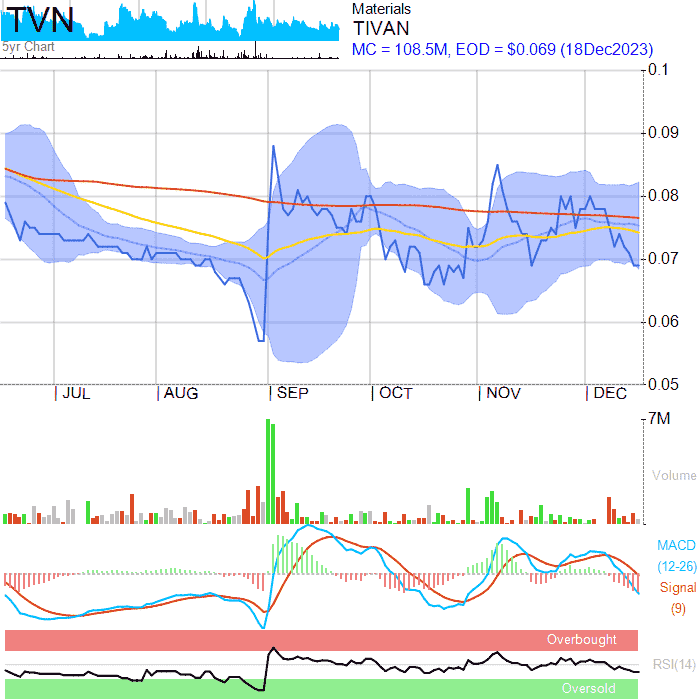 TVN
5yr Chart
Materials
TIVAN
MC = 108.5M, EOD = $0.069 (18Dec2023)
0.1
0.09
0.08
0.07
0.06
0.05
JUL AUG SEP OCT NOV DEC
7M
Volume
MACD
(12-26)
Signal
(9)
Overbought
RSI(14)
Oversold